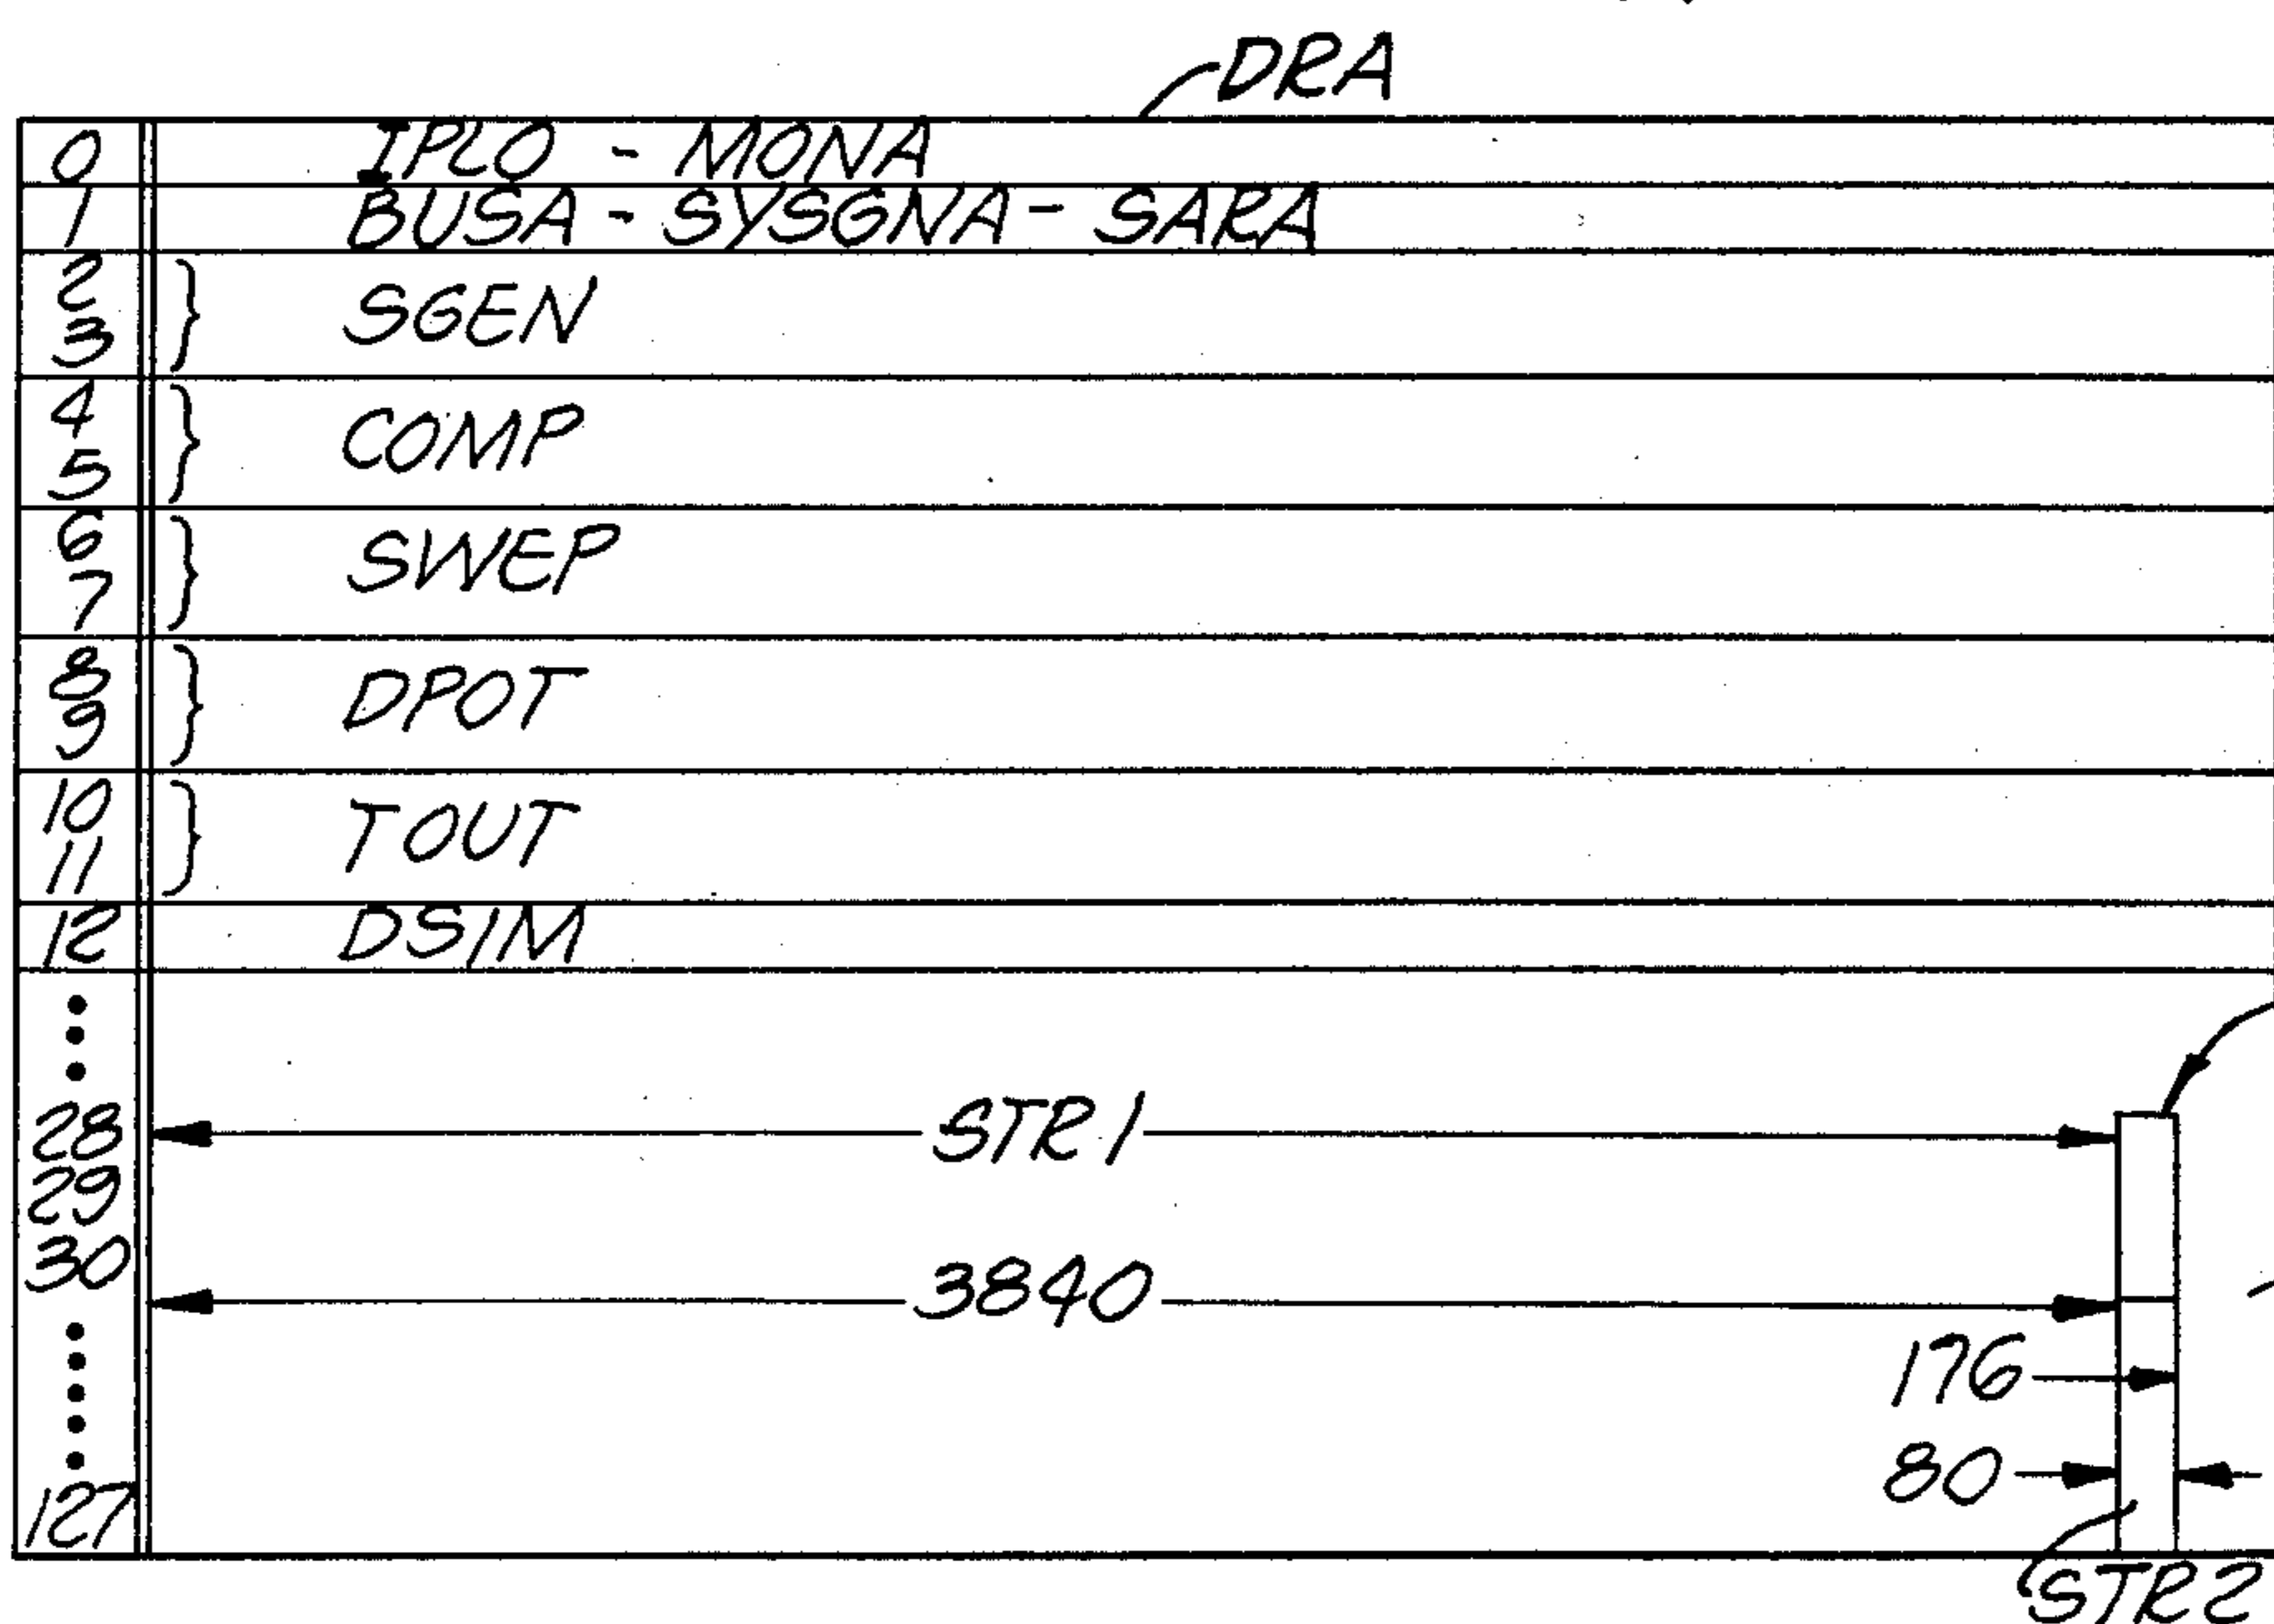 DRA
0 IPLO - MONA
1 BUSA - SYSGNA - SARA
2
3 } SGEN
4
5 } COMP
6
7 } SWEP
8
9 } DPOT
10
11 } TOUT
12 DSIM
28 STR1
29
30 3840
176
80
127
STR2